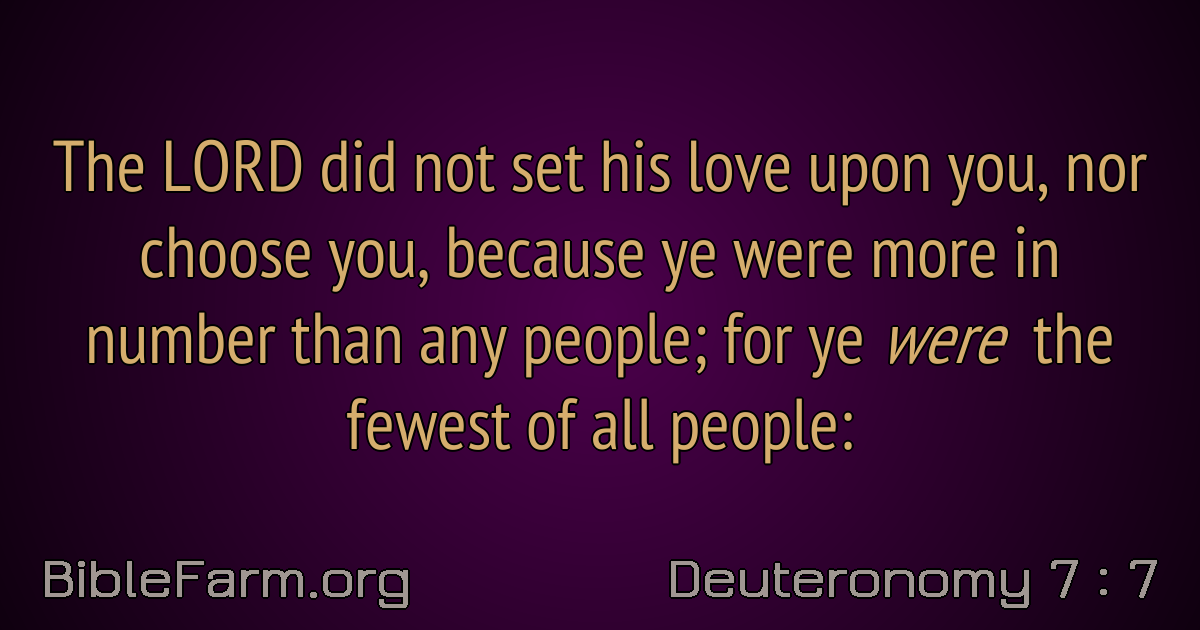 The LORD did not set his love upon you, nor
choose you, because ye were more in
number than any people; for ye were the
fewest of all people:
BibleFarm.org
Deuteronomy 7 : 7